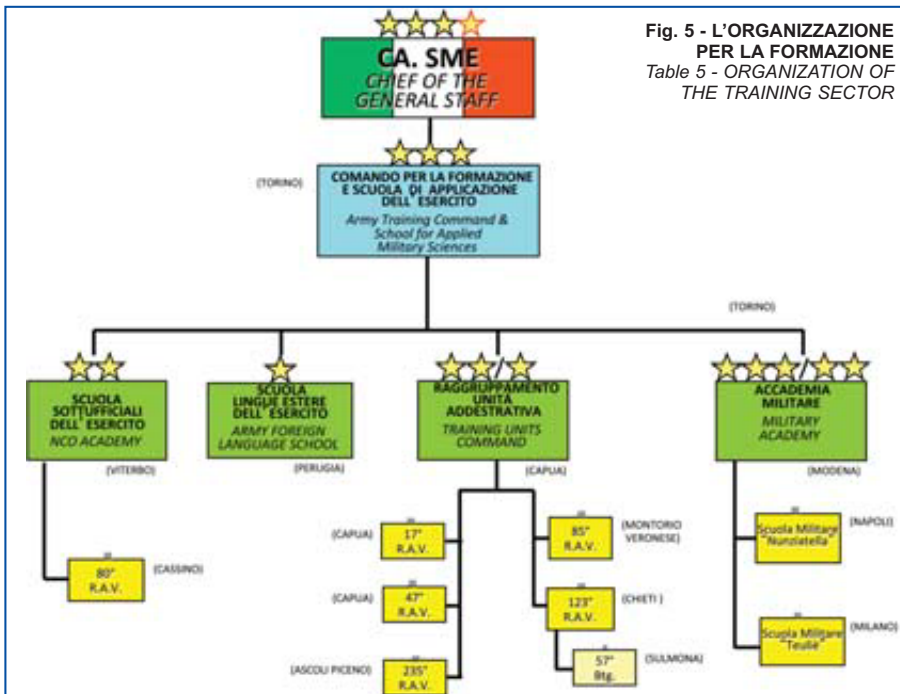 Fig. 5 - L'ORGANIZZAZIONE
PER LA FORMAZIONE
Table 5 - ORGANIZATION OF
THE TRAINING SECTOR
CA. SME
CHIEF OF THE
GENERAL STAFF
(TORINO)
COMANDO PER LA FORMAZIONE
E SCUOLA DI APPLICAZIONE
DELL' ESERCITO
Army Training Command &
School for Applied
Military Sciences
(TORINO)
SCUOLA
SOTTUFFICIALI
DELL' ESERCITO
NCO ACADEMY
(VITERBO)
SCUOLA
LINGUE ESTERE
DELL' ESERCITO
ARMY FOREIGN
LANGUAGE SCHOOL
(PERUGIA)
RAGGRUPPAMENTO
UNITÀ
ADDESTRATIVA
TRAINING UNITS
COMMAND
(CAPUA)
ACCADEMIA
MILITARE
MILITARY
ACADEMY
(MODENA)
80°
R.A.V.
(CASSINO)
(CAPUA)
17°
R.A.V.
(CAPUA)
47°
R.A.V.
(ASCOLI PICENO)
235°
R.A.V.
85°
R.A.V.
(MONTORIO
VERONESE)
123°
R.A.V.
(CHIETI )
57°
Btg.
(SULMONA)
Scuola Militare
"Nunziatella"
(NAPOLI)
Scuola Militare
"Teulié"
(MILANO)